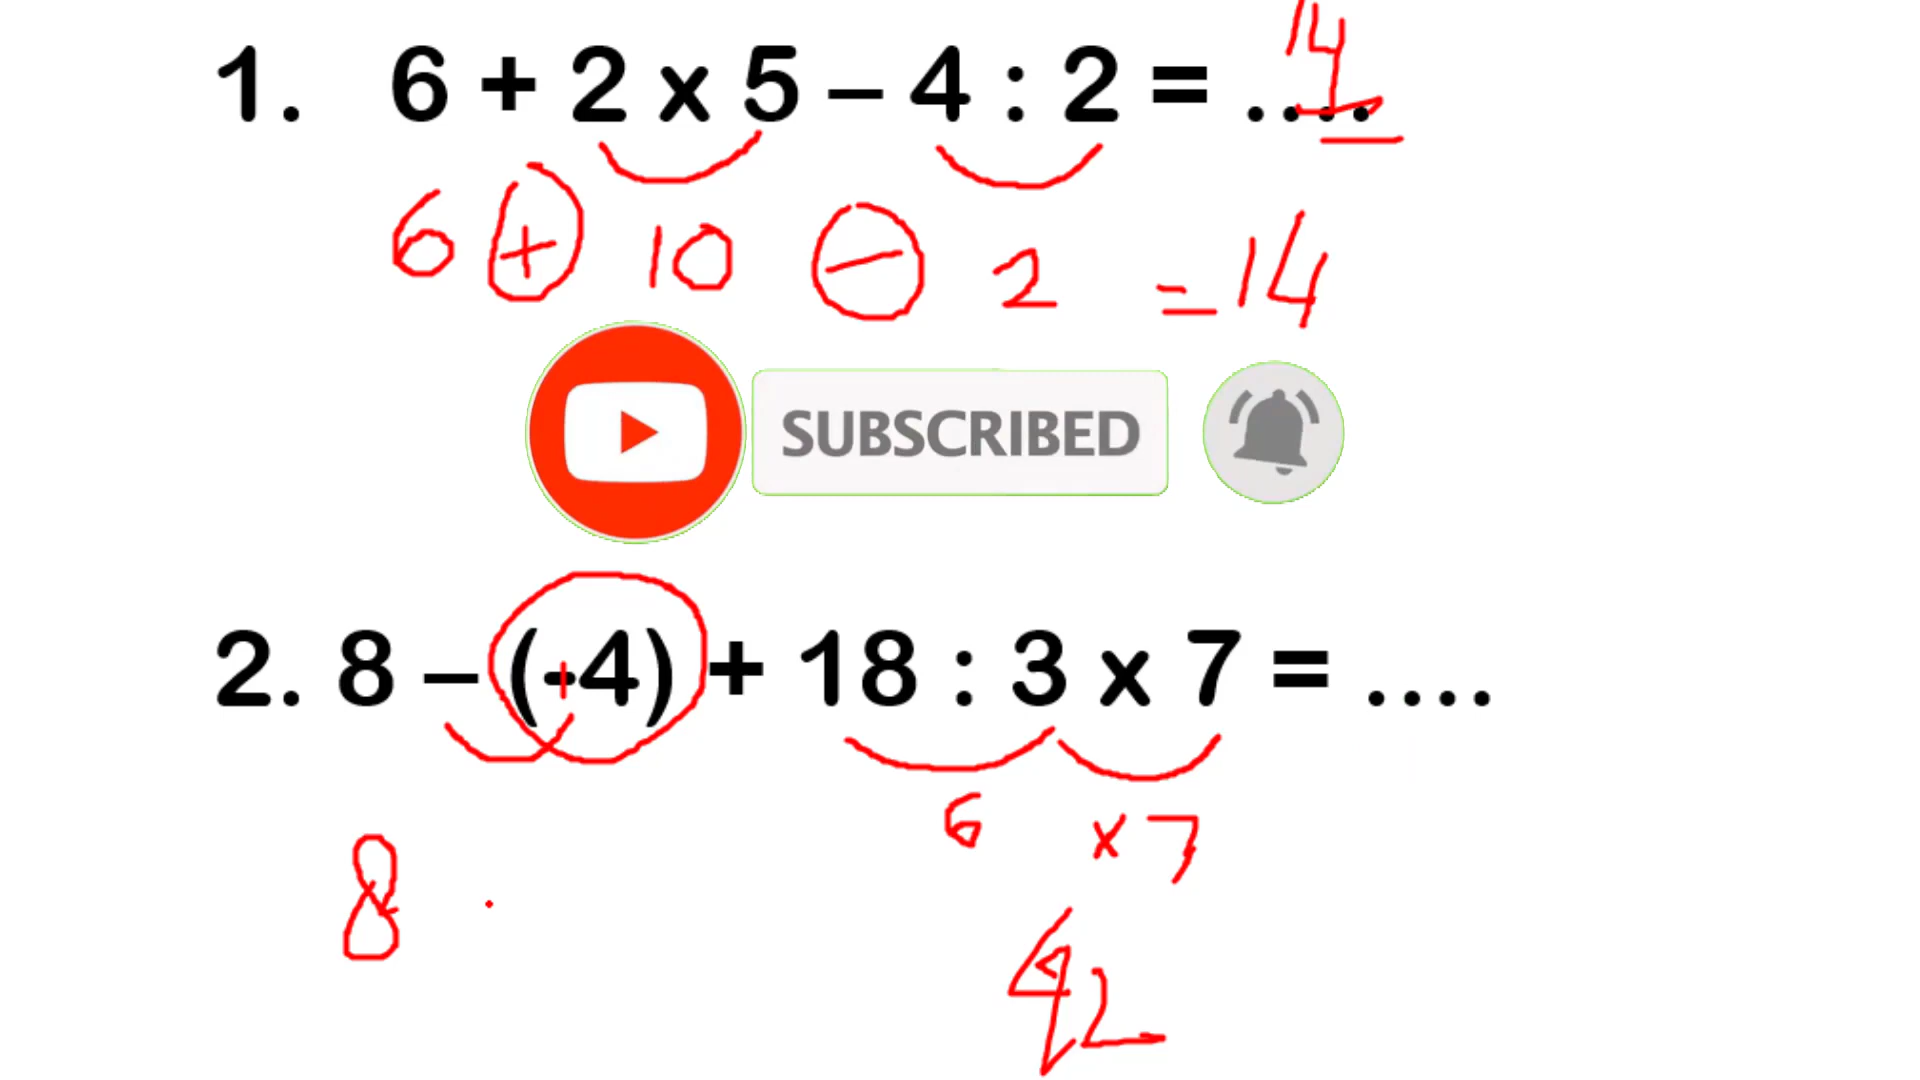 1. 6 + 2 x 5 – 4 : 2 = ....
14
6 + 10 – 2 = 14
SUBSCRIBED
2. 8 – (-4) + 18 : 3 x 7 = ....
6 x 7
8
42